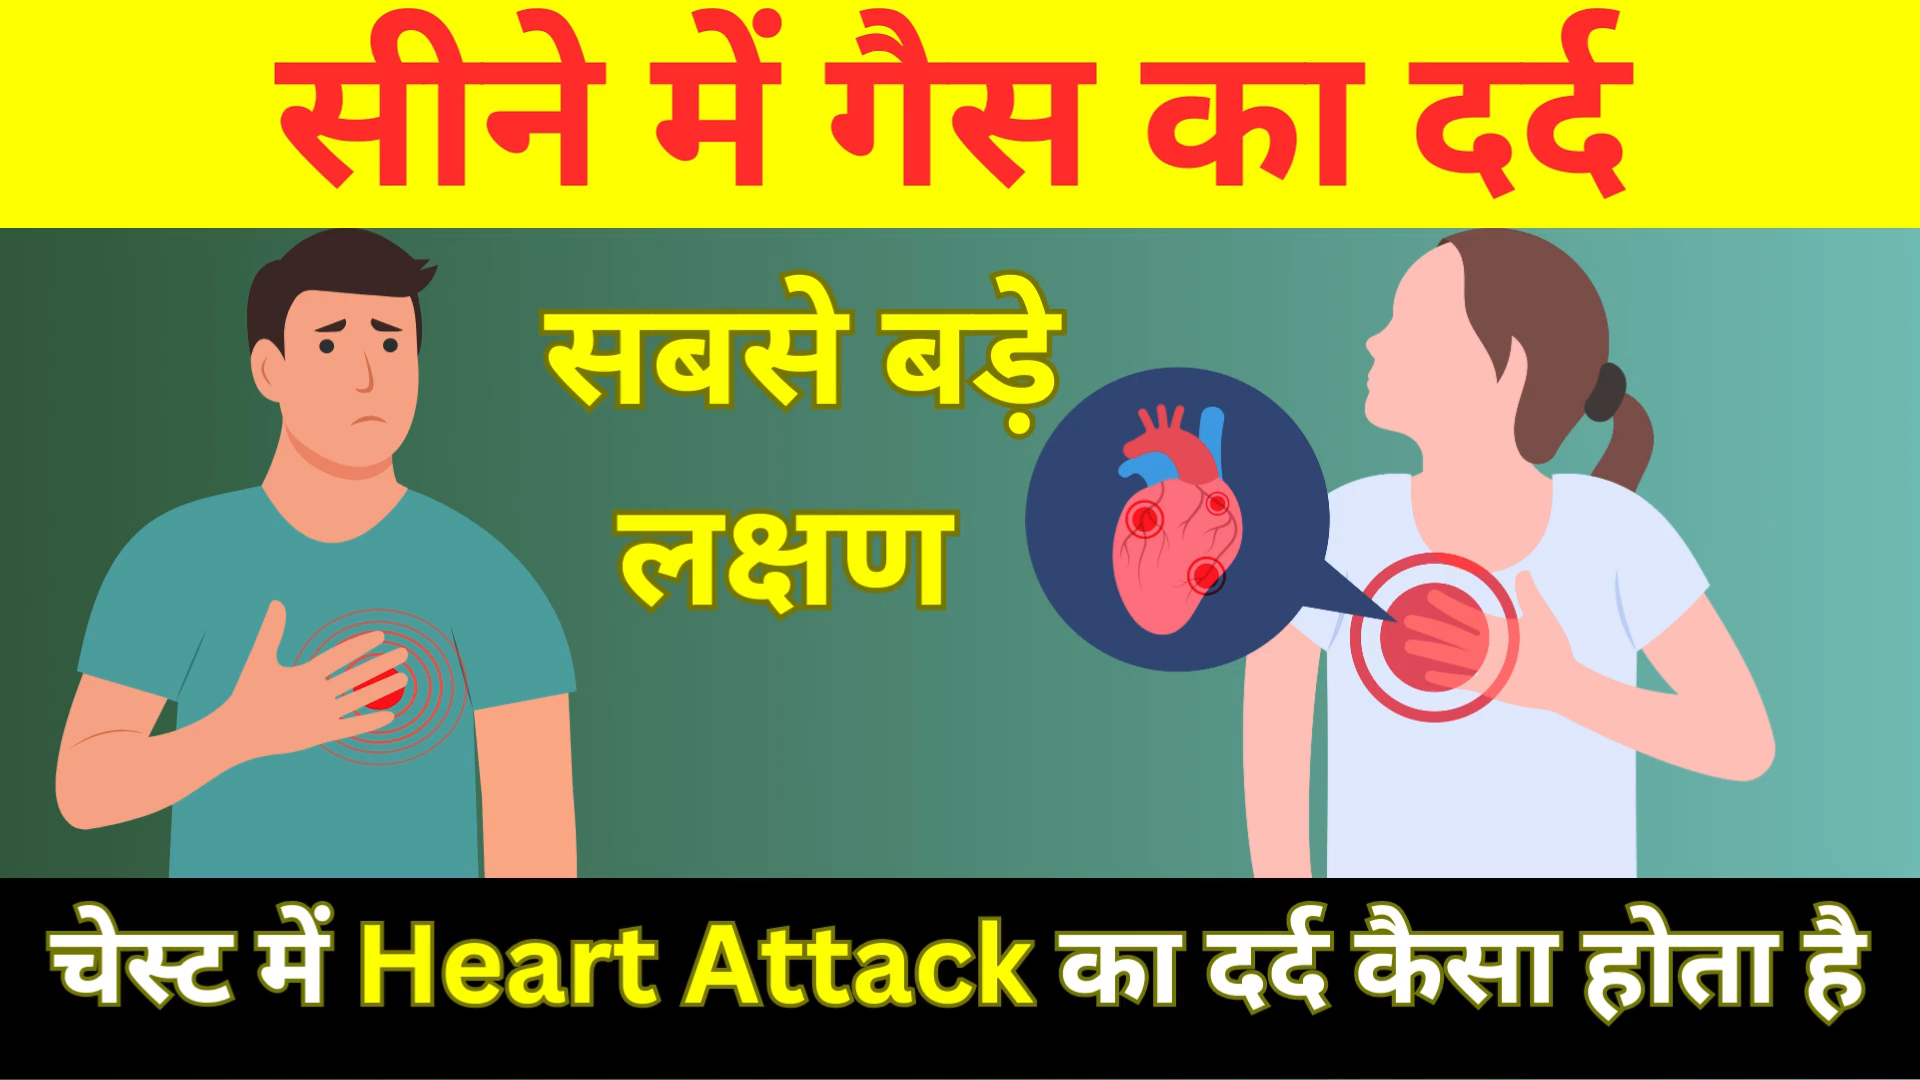 सीने में गैस का दर्द
सबसे बड़े
लक्षण
चेस्ट में Heart Attack का दर्द कैसा होता है